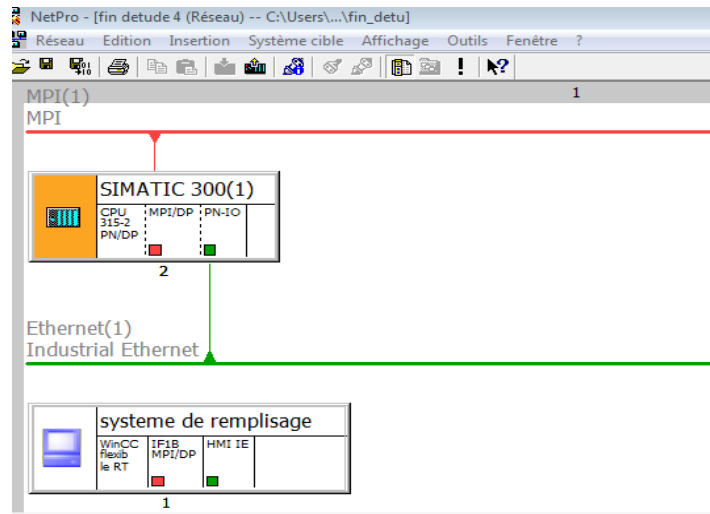 NetPro - [fin detude 4 (Réseau) -- C:\Users\...\fin_detu]
Réseau Edition Insertion Système cible Affichage Outils Fenêtre ?
MPI(1)
1
MPI
SIMATIC 300(1)
CPU
315-2
PN/DP
MPI/DP
PN-IO
2
Ethernet(1)
Industrial Ethernet
systeme de remplisage
WinCC
flexib
le RT
IF1B
MPI/DP
HMI IE
1